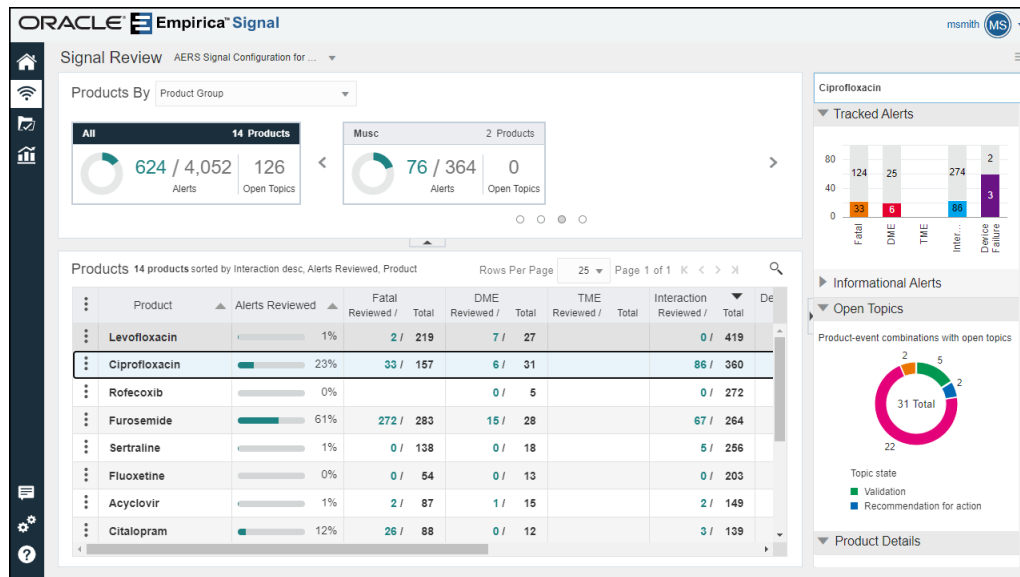 ORACLE Empirica™ Signal
msmith MS
Signal Review AERS Signal Configuration for ...
Products By Product Group
All 14 Products
624 / 4,052 126
Alerts Open Topics
Musc 2 Products
76 / 364 0
Alerts Open Topics
Products 14 products sorted by Interaction desc, Alerts Reviewed, Product
Rows Per Page 25 Page 1 of 1
Product Alerts Reviewed Fatal DME TME Interaction De
Reviewed / Total Reviewed / Total Reviewed / Total Reviewed / Total
Levofloxacin 1% 2 / 219 7 / 27 0 / 419
Ciprofloxacin 23% 33 / 157 6 / 31 86 / 360
Rofecoxib 0% 0 / 5 0 / 272
Furosemide 61% 272 / 283 15 / 28 67 / 264
Sertraline 1% 0 / 138 0 / 18 5 / 256
Fluoxetine 0% 0 / 54 0 / 13 0 / 203
Acyclovir 1% 2 / 87 1 / 15 2 / 149
Citalopram 12% 26 / 88 0 / 12 3 / 139
Ciprofloxacin
Tracked Alerts
80
40
0
124 25 274 2
33 6 86 3
Fatal
DME
TME
Inter...
Device
Failure
Informational Alerts
Open Topics
Product-event combinations with open topics
2 5
2
31 Total
22
Topic state
Validation
Recommendation for action
Product Details
?